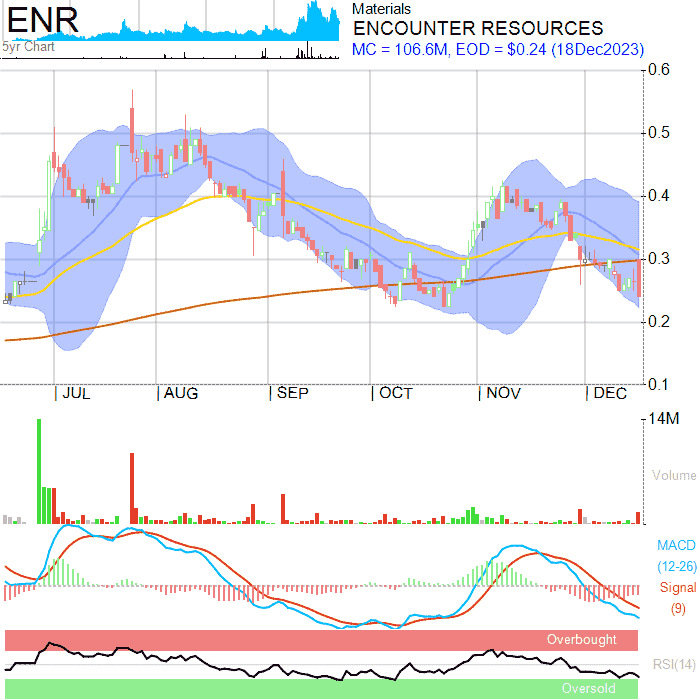 ENR
5yr Chart
Materials
ENCOUNTER RESOURCES
MC = 106.6M, EOD = $0.24 (18Dec2023)
0.6
0.5
0.4
0.3
0.2
0.1
JUL AUG SEP OCT NOV DEC
14M
Volume
MACD
(12-26)
Signal
(9)
Overbought
RSI(14)
Oversold